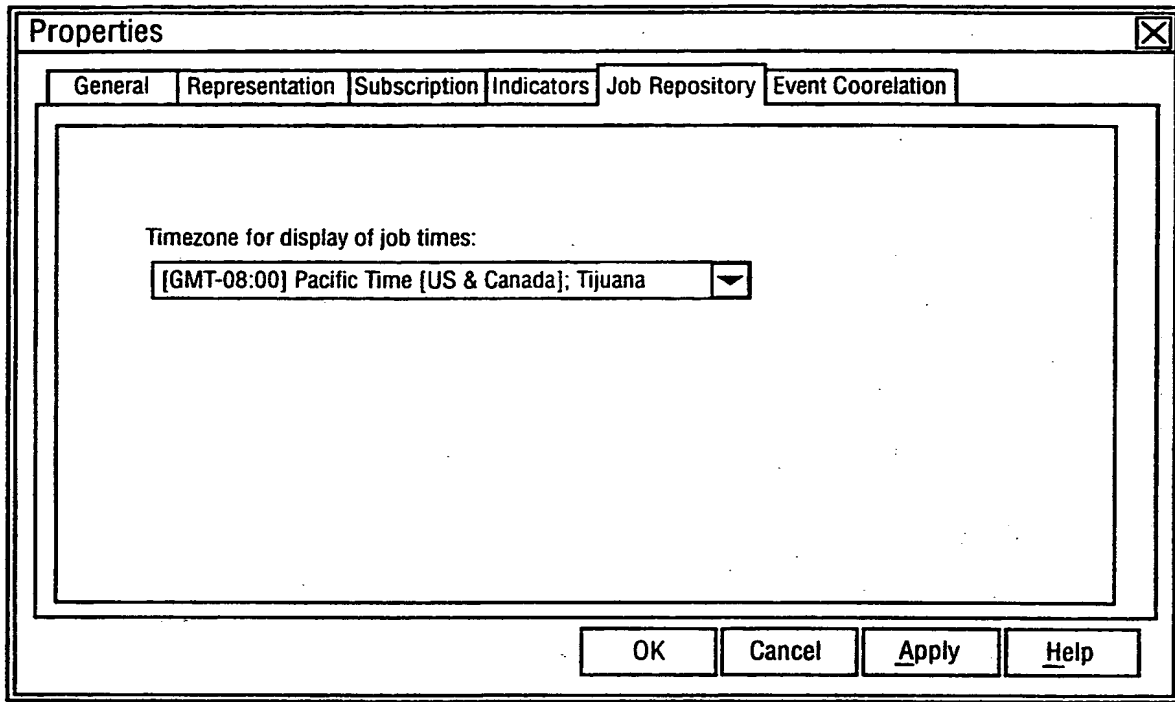 Properties
General Representation Subscription Indicators Job Repository Event Coorelation
Timezone for display of job times:
[GMT-08:00] Pacific Time [US & Canada]; Tijuana
OK Cancel Apply Help